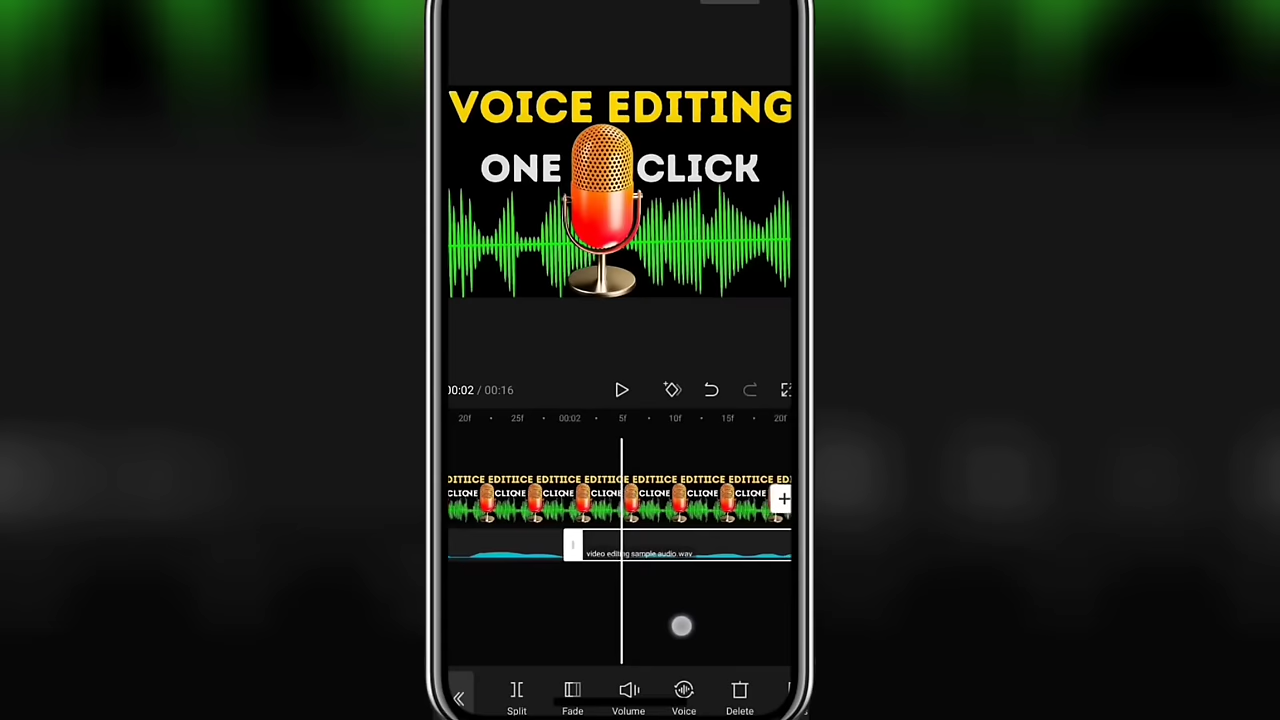 VOICE EDITING
ONE CLICK
00:02 / 00:16
20f 25f 00:02 5f 10f 15f 20f
video editing sample audio.wav
Split Fade Volume Voice Delete